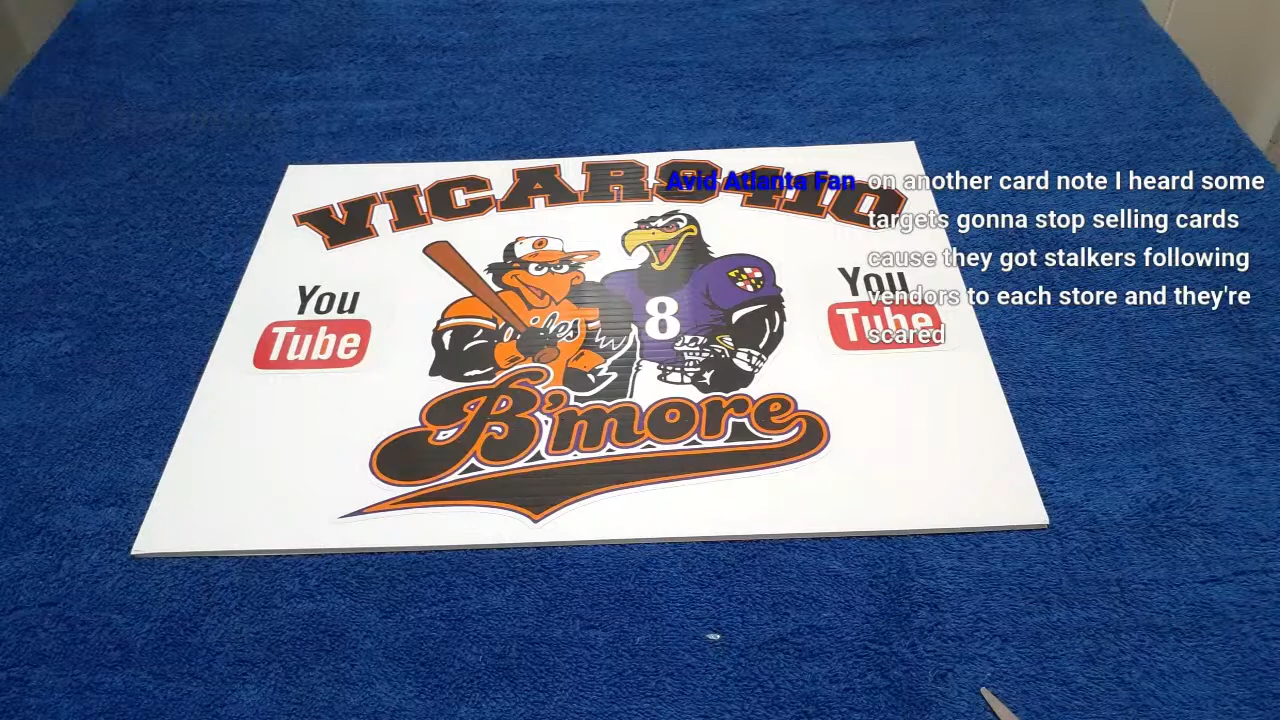 VICARS410
Avid Atlanta Fan on another card note I heard some
targets gonna stop selling cards
cause they got stalkers following
vendors to each store and they're
scared
You
Tube
You
Tube
8
B'more